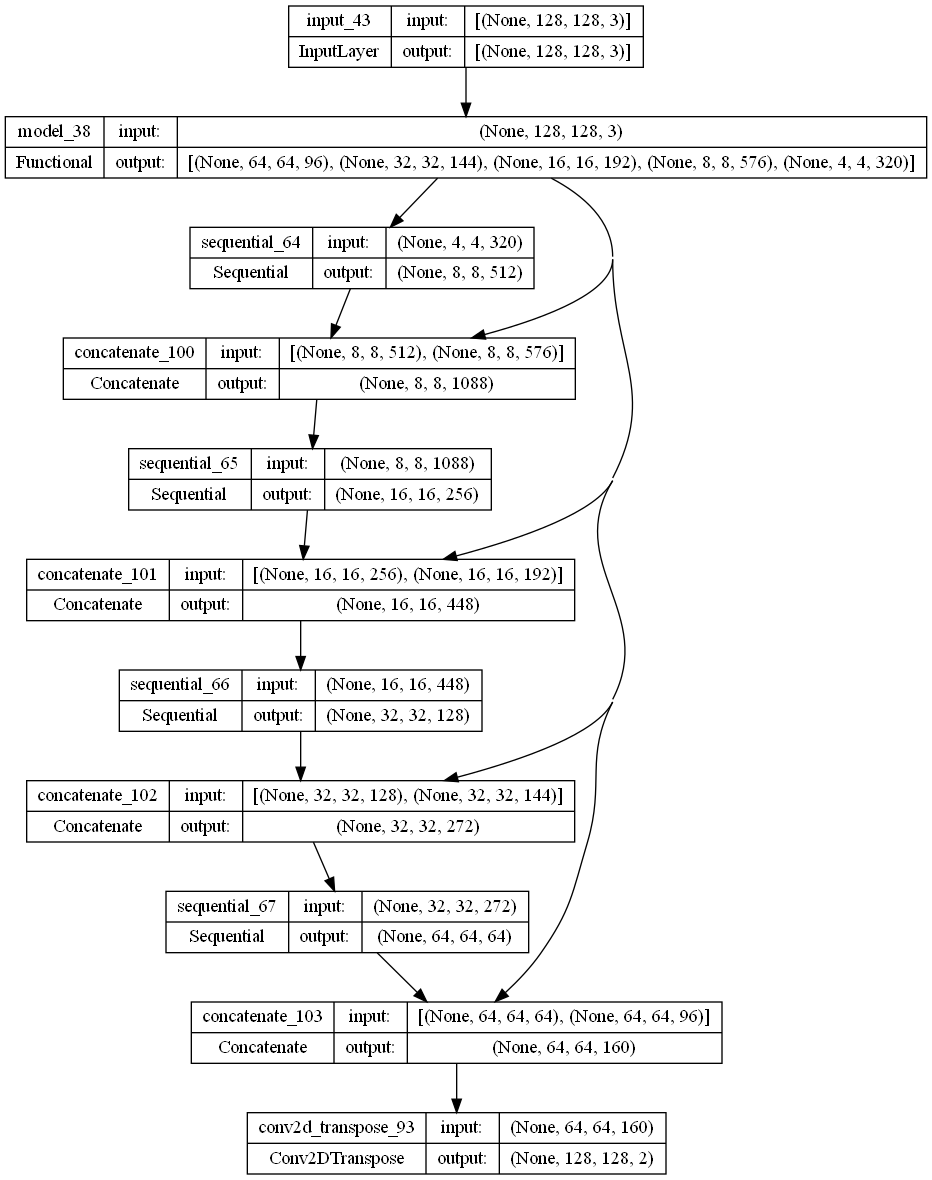 input_43 input: [(None, 128, 128, 3)]
InputLayer output: [(None, 128, 128, 3)]
model_38 input: (None, 128, 128, 3)
Functional output: [(None, 64, 64, 96), (None, 32, 32, 144), (None, 16, 16, 192), (None, 8, 8, 576), (None, 4, 4, 320)]
sequential_64 input: (None, 4, 4, 320)
Sequential output: (None, 8, 8, 512)
concatenate_100 input: [(None, 8, 8, 512), (None, 8, 8, 576)]
Concatenate output: (None, 8, 8, 1088)
sequential_65 input: (None, 8, 8, 1088)
Sequential output: (None, 16, 16, 256)
concatenate_101 input: [(None, 16, 16, 256), (None, 16, 16, 192)]
Concatenate output: (None, 16, 16, 448)
sequential_66 input: (None, 16, 16, 448)
Sequential output: (None, 32, 32, 128)
concatenate_102 input: [(None, 32, 32, 128), (None, 32, 32, 144)]
Concatenate output: (None, 32, 32, 272)
sequential_67 input: (None, 32, 32, 272)
Sequential output: (None, 64, 64, 64)
concatenate_103 input: [(None, 64, 64, 64), (None, 64, 64, 96)]
Concatenate output: (None, 64, 64, 160)
conv2d_transpose_93 input: (None, 64, 64, 160)
Conv2DTranspose output: (None, 128, 128, 2)